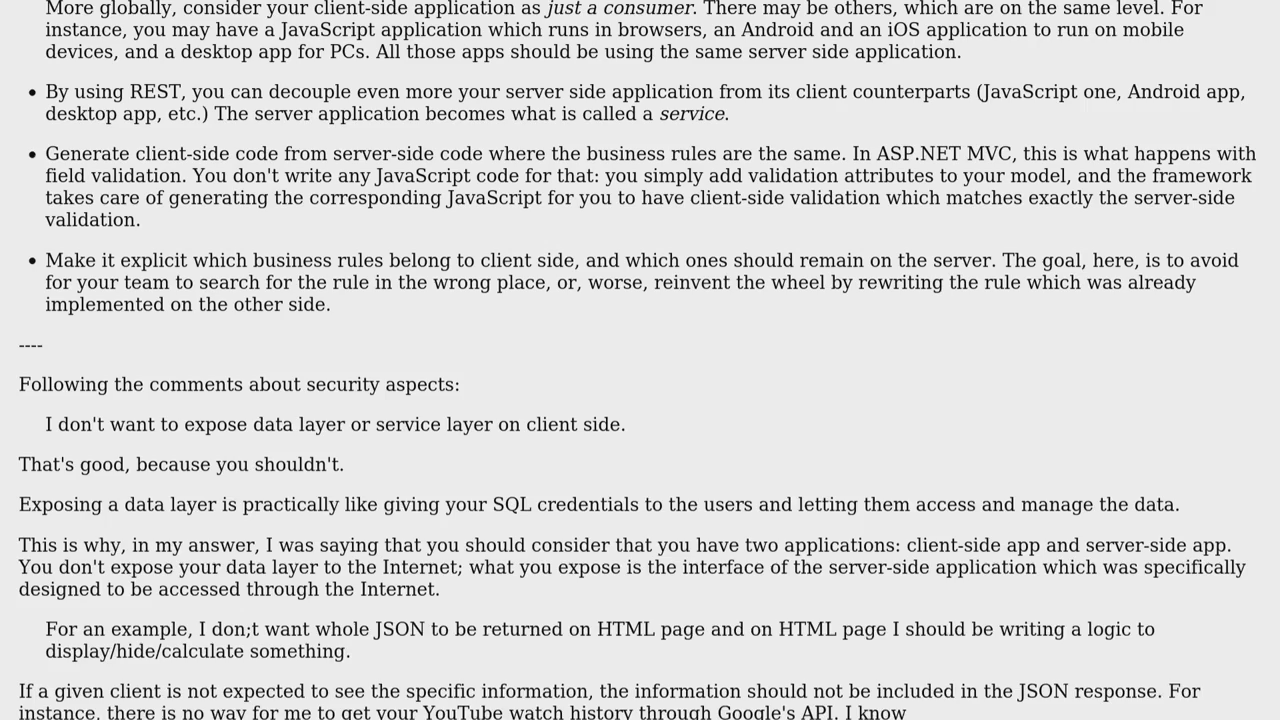 More globally, consider your client-side application as just a consumer. There may be others, which are on the same level. For
instance, you may have a JavaScript application which runs in browsers, an Android and an iOS application to run on mobile
devices, and a desktop app for PCs. All those apps should be using the same server side application.
• By using REST, you can decouple even more your server side application from its client counterparts (JavaScript one, Android app,
desktop app, etc.) The server application becomes what is called a service.
• Generate client-side code from server-side code where the business rules are the same. In ASP.NET MVC, this is what happens with
field validation. You don't write any JavaScript code for that: you simply add validation attributes to your model, and the framework
takes care of generating the corresponding JavaScript for you to have client-side validation which matches exactly the server-side
validation.
• Make it explicit which business rules belong to client side, and which ones should remain on the server. The goal, here, is to avoid
for your team to search for the rule in the wrong place, or, worse, reinvent the wheel by rewriting the rule which was already
implemented on the other side.
----
Following the comments about security aspects:
I don't want to expose data layer or service layer on client side.
That's good, because you shouldn't.
Exposing a data layer is practically like giving your SQL credentials to the users and letting them access and manage the data.
This is why, in my answer, I was saying that you should consider that you have two applications: client-side app and server-side app.
You don't expose your data layer to the Internet; what you expose is the interface of the server-side application which was specifically
designed to be accessed through the Internet.
For an example, I don;t want whole JSON to be returned on HTML page and on HTML page I should be writing a logic to
display/hide/calculate something.
If a given client is not expected to see the specific information, the information should not be included in the JSON response. For
instance, there is no way for me to get your YouTube watch history through Google's API. I know